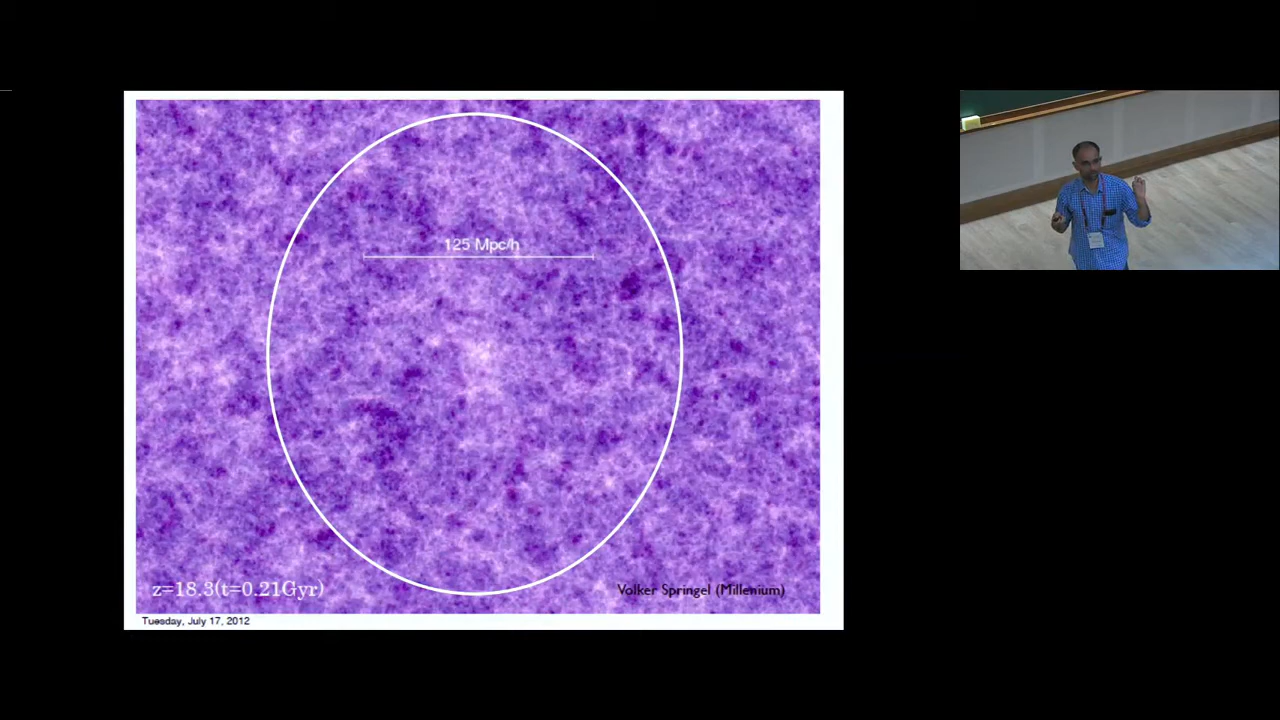 125 Mpc/h
z=18.3(t=0.21Gyr)
Volker Springel (Millenium)
Tuesday, July 17, 2012